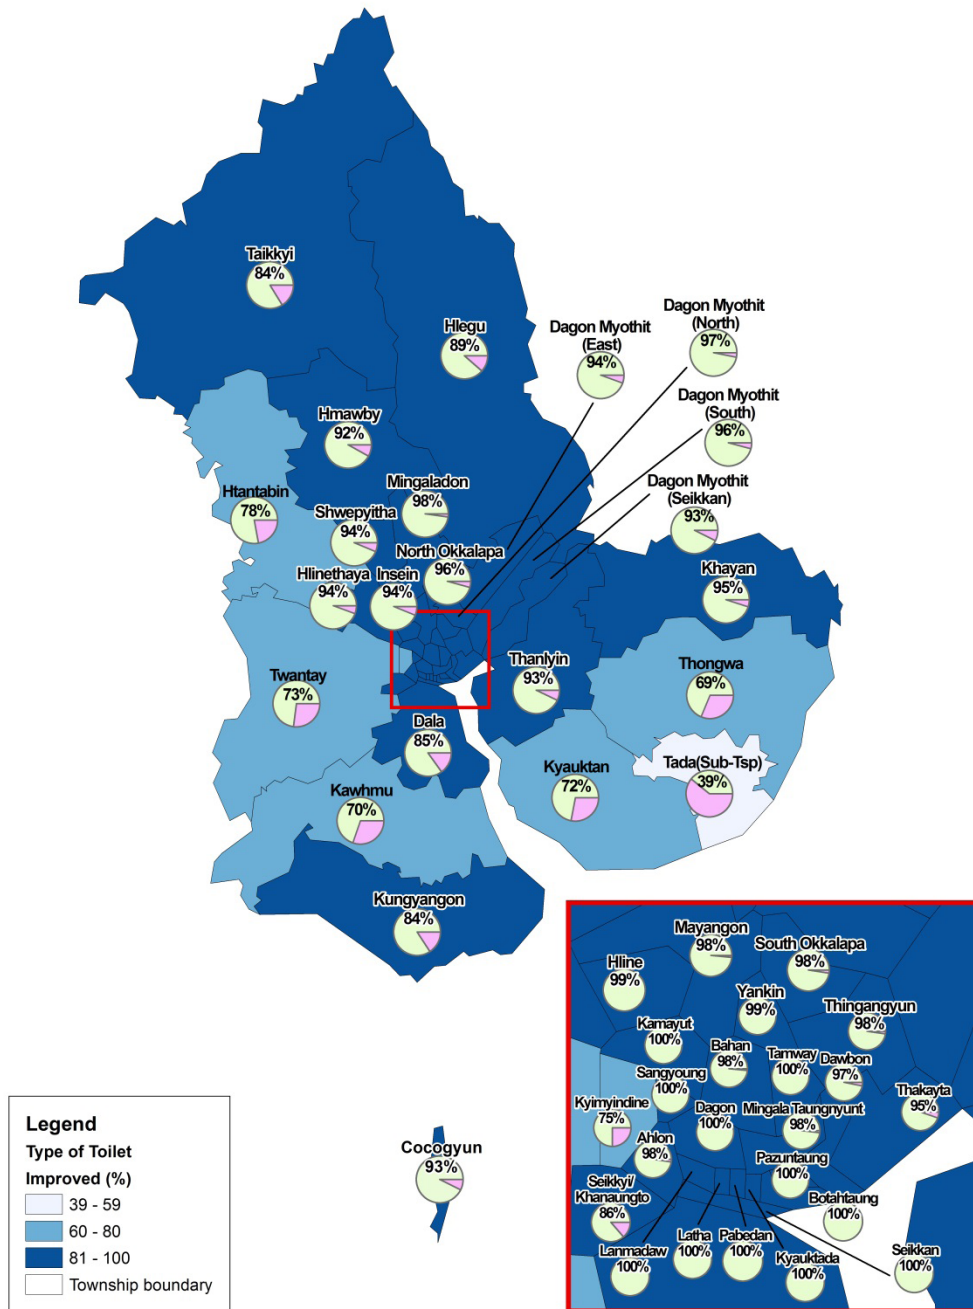 Taikkyi
84%
Hlegu
89%
Dagon Myothit
(East)
94%
Dagon Myothit
(North)
97%
Dagon Myothit
(South)
96%
Dagon Myothit
(Seikkan)
93%
Hmawby
92%
Mingaladon
98%
Htantabin
78%
Shwepyitha
94%
North Okkalapa
96%
Hlinethaya
94%
Insein
94%
Khayan
95%
Thanlyin
93%
Thongwa
69%
Twantay
73%
Dala
85%
Kyauktan
72%
Tada(Sub-Tsp)
39%
Kawhmu
70%
Kungyangon
84%
Cocogyun
93%
Mayangon
98%
South Okkalapa
98%
Hline
99%
Yankin
99%
Thingangyun
98%
Kamayut
100%
Bahan
98%
Tamway
100%
Dawbon
97%
Sangyoung
100%
Thakayta
95%
Kyimyindine
75%
Dagon
100%
Mingala Taungnyunt
98%
Ahlon
98%
Pazuntaung
100%
Seikkyi/
Khanaungto
86%
Botahtaung
100%
Lanmadaw
100%
Latha
100%
Pabedan
100%
Kyauktada
100%
Seikkan
100%
Legend
Type of Toilet
Improved (%)
39 - 59
60 - 80
81 - 100
Township boundary